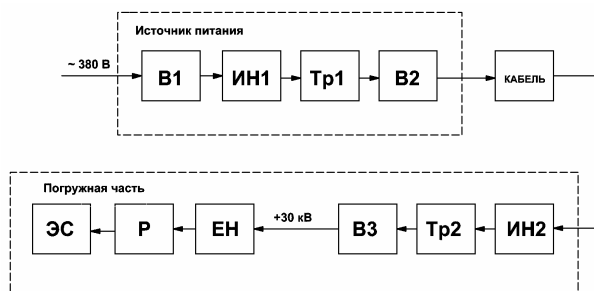 Источник питания
~ 380 В
В1
ИН1
Тр1
В2
КАБЕЛЬ
Погружная часть
ЭС
Р
ЕН
+30 кВ
В3
Тр2
ИН2